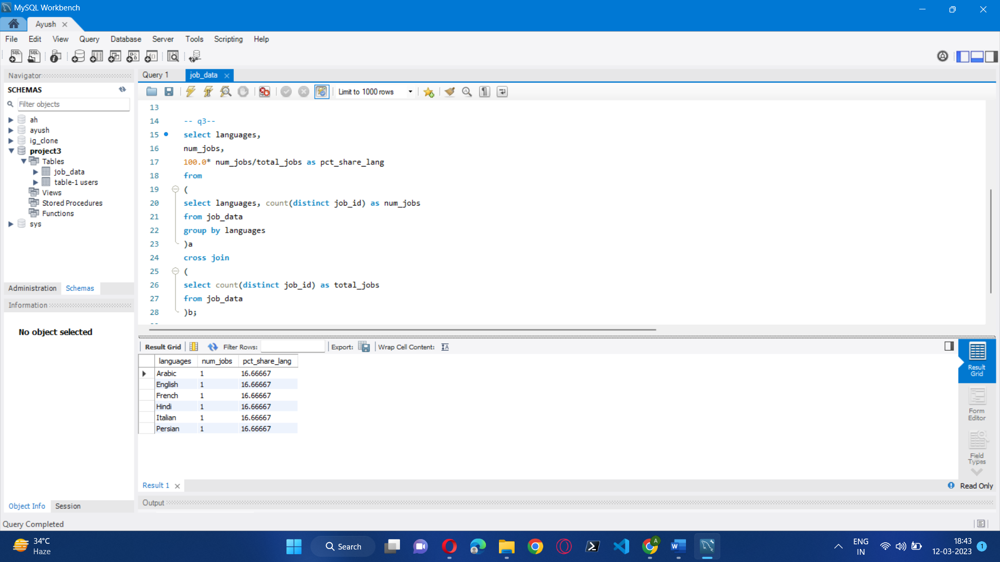 MySQL Workbench
Ayush
File Edit View Query Database Server Tools Scripting Help
Navigator
SCHEMAS
Filter objects
ah
ayush
ig_clone
project3
Tables
job_data
table-1 users
Views
Stored Procedures
Functions
sys
Administration Schemas
Information
No object selected
Object Info Session
Query 1 job_data
Limit to 1000 rows
13
14 -- q3--
15 select languages,
16 num_jobs,
17 100.0* num_jobs/total_jobs as pct_share_lang
18 from
19 (
20 select languages, count(distinct job_id) as num_jobs
21 from job_data
22 group by languages
23 )a
24 cross join
25 (
26 select count(distinct job_id) as total_jobs
27 from job_data
28 )b;
Result Grid Filter Rows: Export: Wrap Cell Content:
languages num_jobs pct_share_lang
Arabic 1 16.66667
English 1 16.66667
French 1 16.66667
Hindi 1 16.66667
Italian 1 16.66667
Persian 1 16.66667
Result
Grid
Form
Editor
Field
Types
Result 1
Read Only
Output
Query Completed
34°C
Haze
Search
ENG
IN
18:43
12-03-2023
1